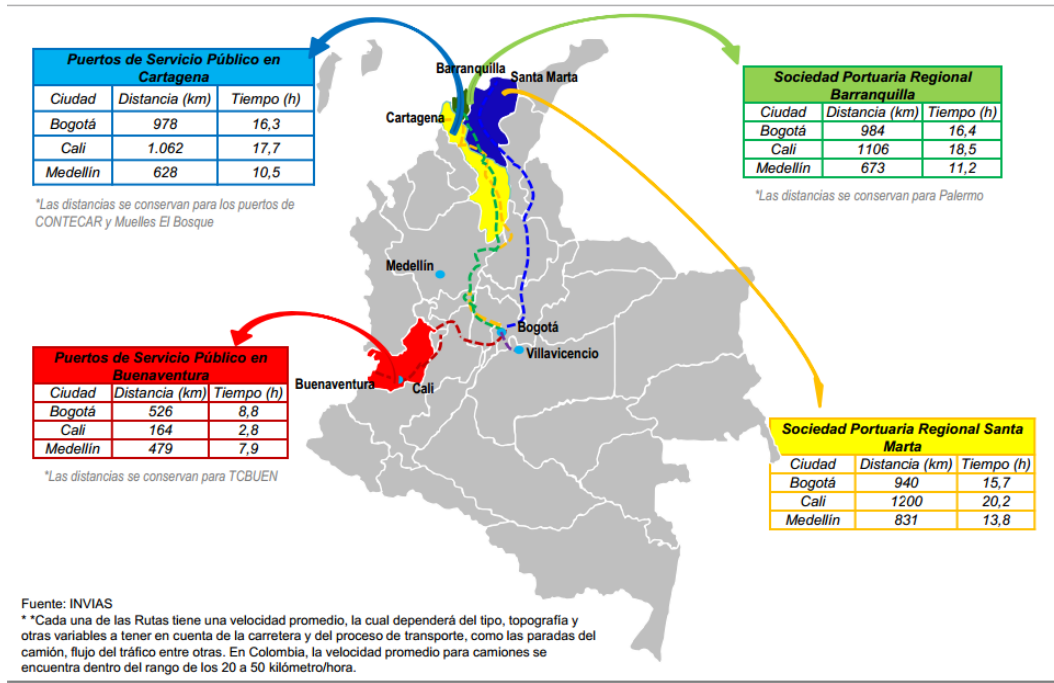 Puertos de Servicio Público en
Cartagena
Ciudad Distancia (km) Tiempo (h)
Bogotá 978 16,3
Cali 1.062 17,7
Medellín 628 10,5
*Las distancias se conservan para los puertos de
CONTECAR y Muelles El Bosque
Barranquilla
Santa Marta
Cartagena
Sociedad Portuaria Regional
Barranquilla
Ciudad Distancia (km) Tiempo (h)
Bogotá 984 16,4
Cali 1106 18,5
Medellín 673 11,2
*Las distancias se conservan para Palermo
Medellín
Bogotá
Villavicencio
Buenaventura
Cali
Puertos de Servicio Público en
Buenaventura
Ciudad Distancia (km) Tiempo (h)
Bogotá 526 8,8
Cali 164 2,8
Medellín 479 7,9
*Las distancias se conservan para TCBUEN
Sociedad Portuaria Regional Santa
Marta
Ciudad Distancia (km) Tiempo (h)
Bogotá 940 15,7
Cali 1200 20,2
Medellín 831 13,8
Fuente: INVIAS
* *Cada una de las Rutas tiene una velocidad promedio, la cual dependerá del tipo, topografía y
otras variables a tener en cuenta de la carretera y del proceso de transporte, como las paradas del
camión, flujo del tráfico entre otras. En Colombia, la velocidad promedio para camiones se
encuentra dentro del rango de los 20 a 50 kilómetro/hora.